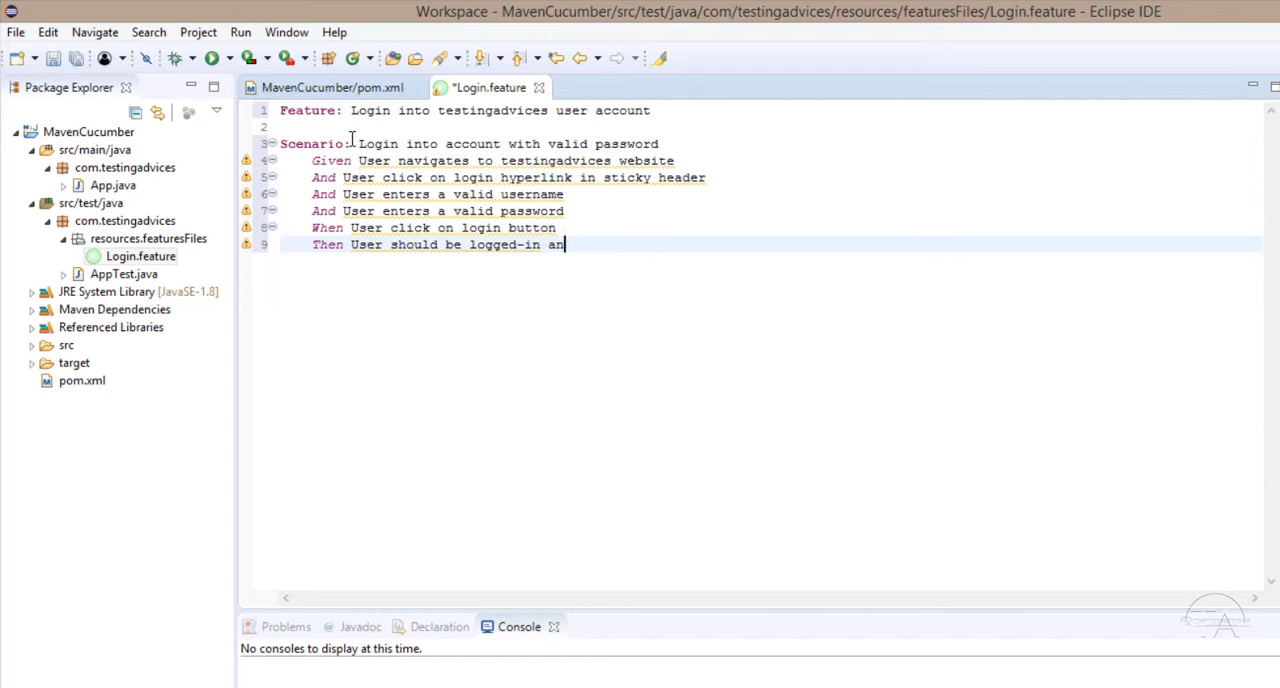 Workspace - MavenCucumber/src/test/java/com/testingadvices/resources/featuresFiles/Login.feature - Eclipse IDE
File Edit Navigate Search Project Run Window Help
Package Explorer
MavenCucumber/pom.xml
*Login.feature
MavenCucumber
src/main/java
com.testingadvices
App.java
src/test/java
com.testingadvices
resources.featuresFiles
Login.feature
AppTest.java
JRE System Library [JavaSE-1.8]
Maven Dependencies
Referenced Libraries
src
target
pom.xml
1 Feature: Login into testingadvices user account
2
3 Scenario: Login into account with valid password
4 Given User navigates to testingadvices website
5 And User click on login hyperlink in sticky header
6 And User enters a valid username
7 And User enters a valid password
8 When User click on login button
9 Then User should be logged-in an
Problems @ Javadoc Declaration Console
No consoles to display at this time.